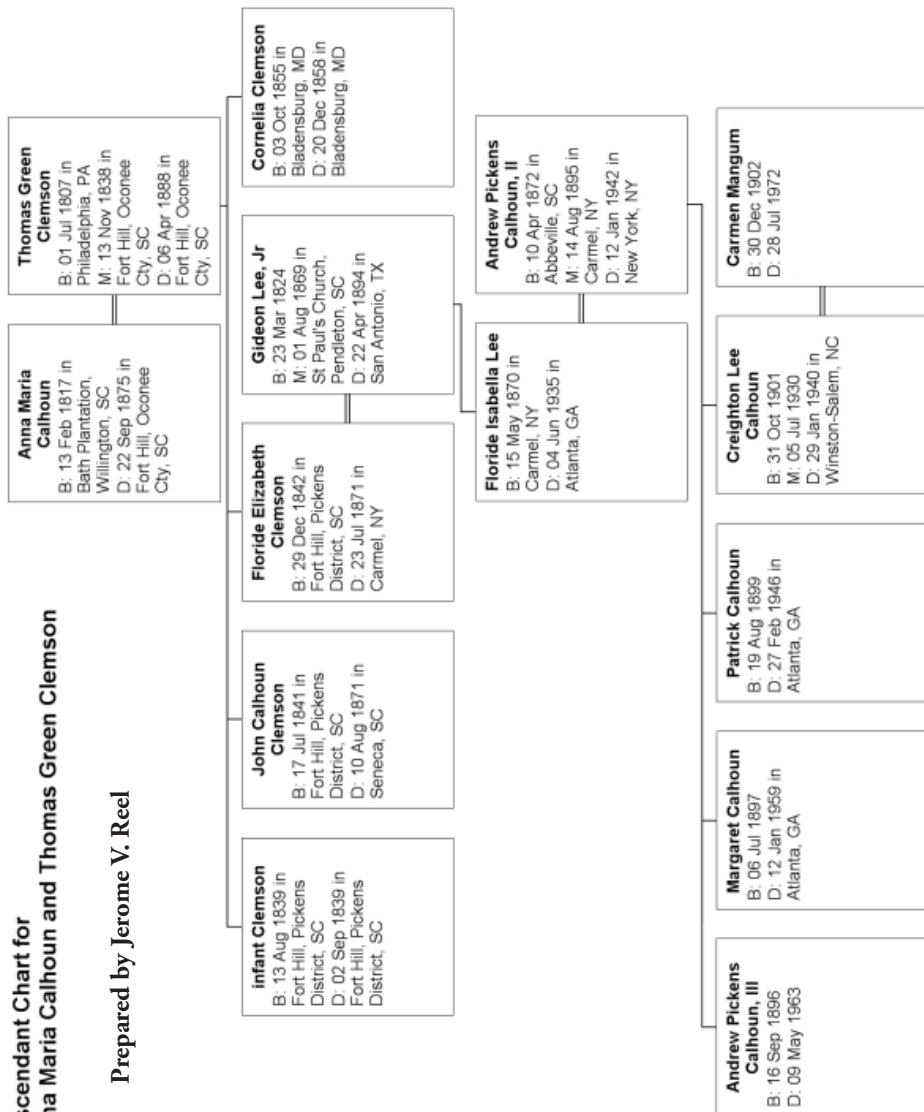 scendant Chart for
na Maria Calhoun and Thomas Green Clemson
Prepared by Jerome V. Reel
Anna Maria
Calhoun
B: 13 Feb 1817 in
Bath Plantation,
Willington, SC
D: 22 Sep 1875 in
Fort Hill, Oconee
Cty, SC
Thomas Green
Clemson
B: 01 Jul 1807 in
Philadelphia, PA
M: 13 Nov 1838 in
Fort Hill, Oconee
Cty, SC
D: 06 Apr 1888 in
Fort Hill, Oconee
Cty, SC
infant Clemson
B: 13 Aug 1839 in
Fort Hill, Pickens
District, SC
D: 02 Sep 1839 in
Fort Hill, Pickens
District, SC
John Calhoun
Clemson
B: 17 Jul 1841 in
Fort Hill, Pickens
District, SC
D: 10 Aug 1871 in
Seneca, SC
Floride Elizabeth
Clemson
B: 29 Dec 1842 in
Fort Hill, Pickens
District, SC
D: 23 Jul 1871 in
Carmel, NY
Gideon Lee, Jr
B: 23 Mar 1824
M: 01 Aug 1869 in
St Paul's Church,
Pendleton, SC
D: 22 Apr 1894 in
San Antonio, TX
Cornelia Clemson
B: 03 Oct 1855 in
Bladensburg, MD
D: 20 Dec 1858 in
Bladensburg, MD
Floride Isabella Lee
B: 15 May 1870 in
Carmel, NY
D: 04 Jun 1935 in
Atlanta, GA
Andrew Pickens
Calhoun, II
B: 10 Apr 1872 in
Abbeville, SC
M: 14 Aug 1895 in
Carmel, NY
D: 12 Jan 1942 in
New York, NY
Andrew Pickens
Calhoun, III
B: 16 Sep 1896
D: 09 May 1963
Margaret Calhoun
B: 06 Jul 1897
D: 12 Jan 1959 in
Atlanta, GA
Patrick Calhoun
B: 19 Aug 1899
D: 27 Feb 1946 in
Atlanta, GA
Creighton Lee
Calhoun
B: 31 Oct 1901
M: 05 Jul 1930
D: 29 Jan 1940 in
Winston-Salem, NC
Carmen Mangum
B: 30 Dec 1902
D: 28 Jul 1972